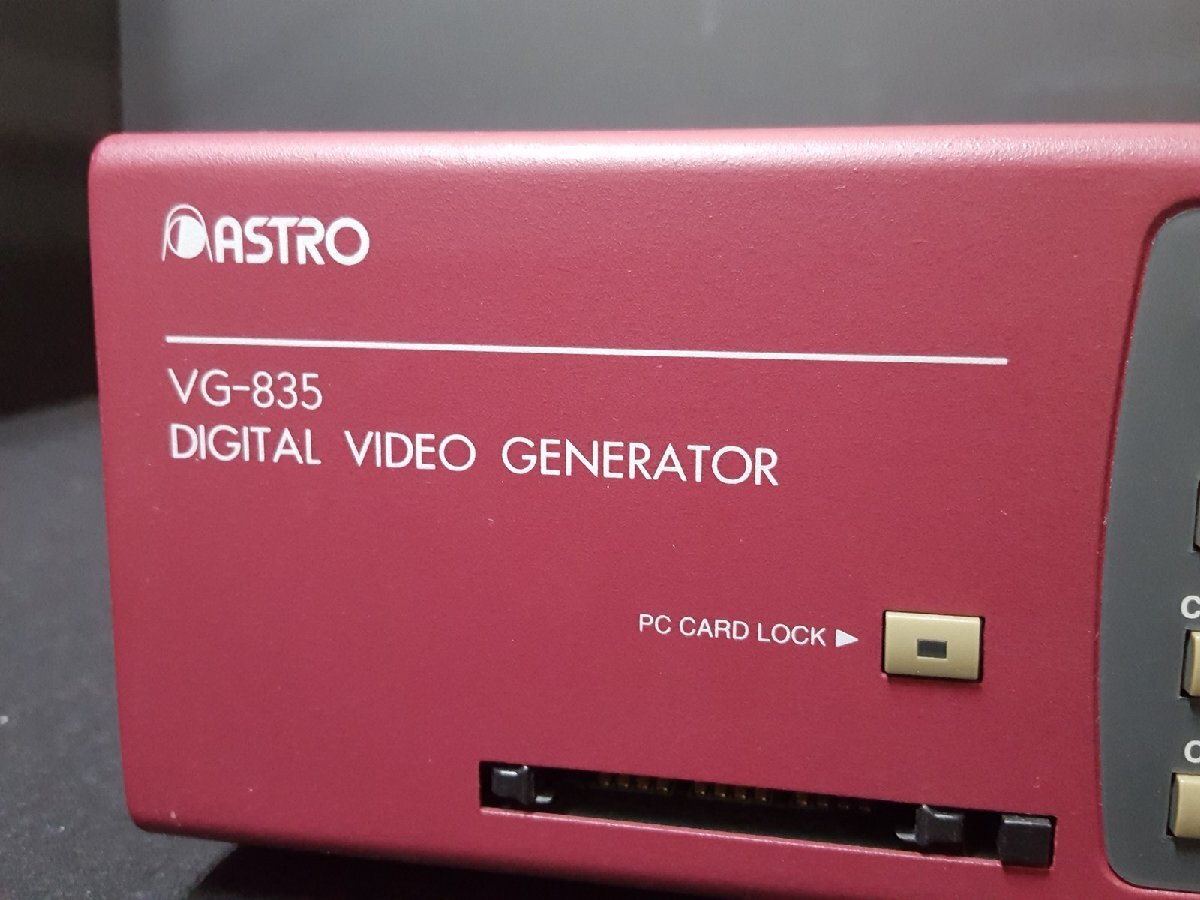 ASTRO
VG-835
DIGITAL VIDEO GENERATOR
PC CARD LOCK ▶
C
C